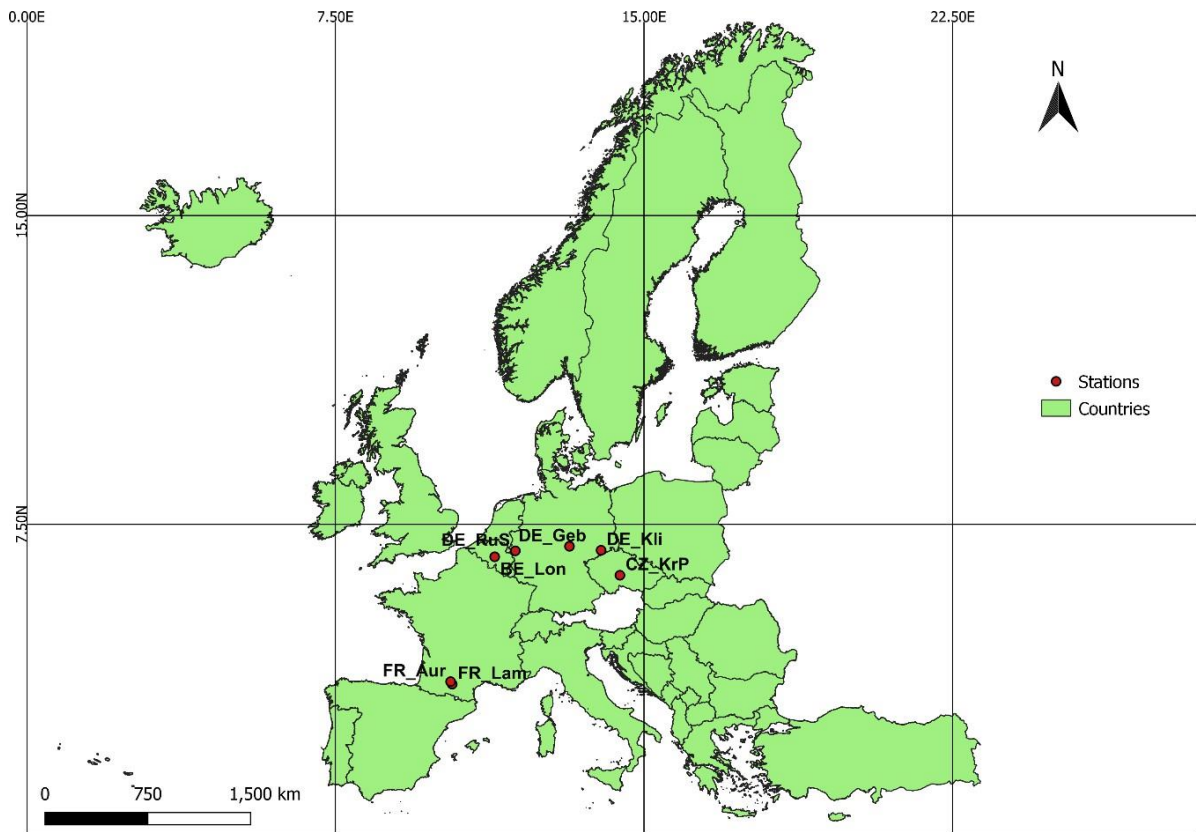 0.00E 7.50E 15.00E 22.50E
N
15.00N
Stations
Countries
7.50N
DE_RuS DE_Geb DE_Kli
BE_Lon CZ_KrP
FR_Aur FR_Lam
0 750 1,500 km